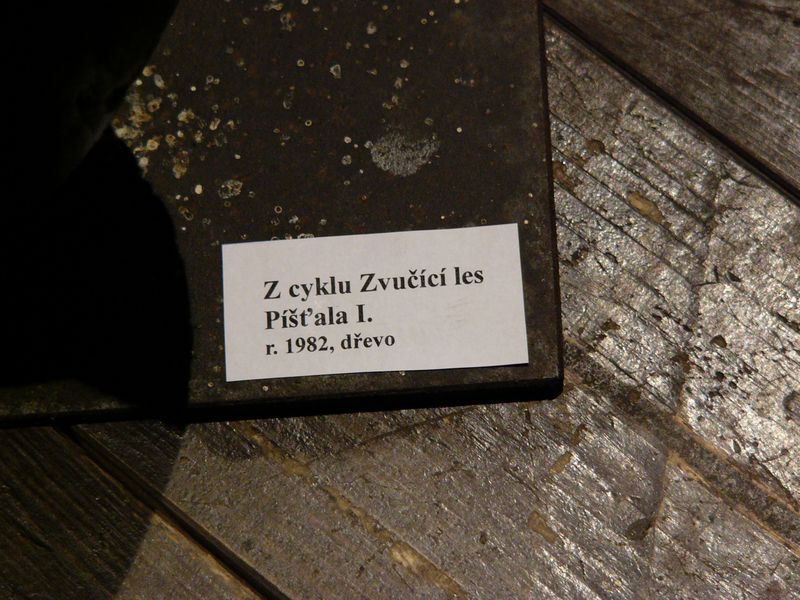 Z cyklu Zvučící les
Píšťala I.
r. 1982, dřevo